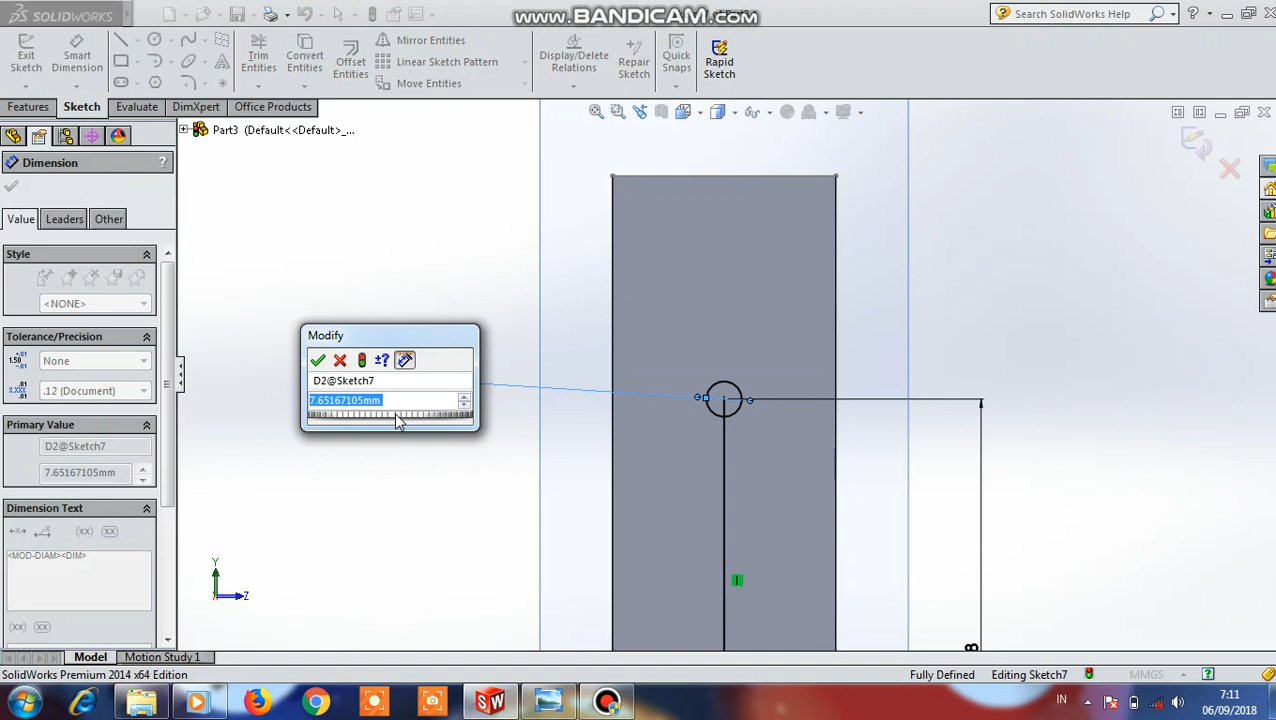 SOLIDWORKS
www.BANDICAM.com
Search SolidWorks Help
Exit Sketch
Smart Dimension
Trim Entities
Convert Entities
Offset Entities
Mirror Entities
Linear Sketch Pattern
Move Entities
Display/Delete Relations
Repair Sketch
Quick Snaps
Rapid Sketch
Features
Sketch
Evaluate
DimXpert
Office Products
Part3 (Default<<Default>_...
Dimension
?
Value
Leaders
Other
Style
<NONE>
Tolerance/Precision
None
.12 (Document)
Primary Value
D2@Sketch7
7.65167105mm
Dimension Text
(xx)
(xx)
<MOD-DIAM><DIM>
(xx)
Modify
±?
D2@Sketch7
7.65167105mm
8
Y
Z
Model
Motion Study 1
SolidWorks Premium 2014 x64 Edition
Fully Defined
Editing Sketch7
MMGS
?
IN
7:11
06/09/2018